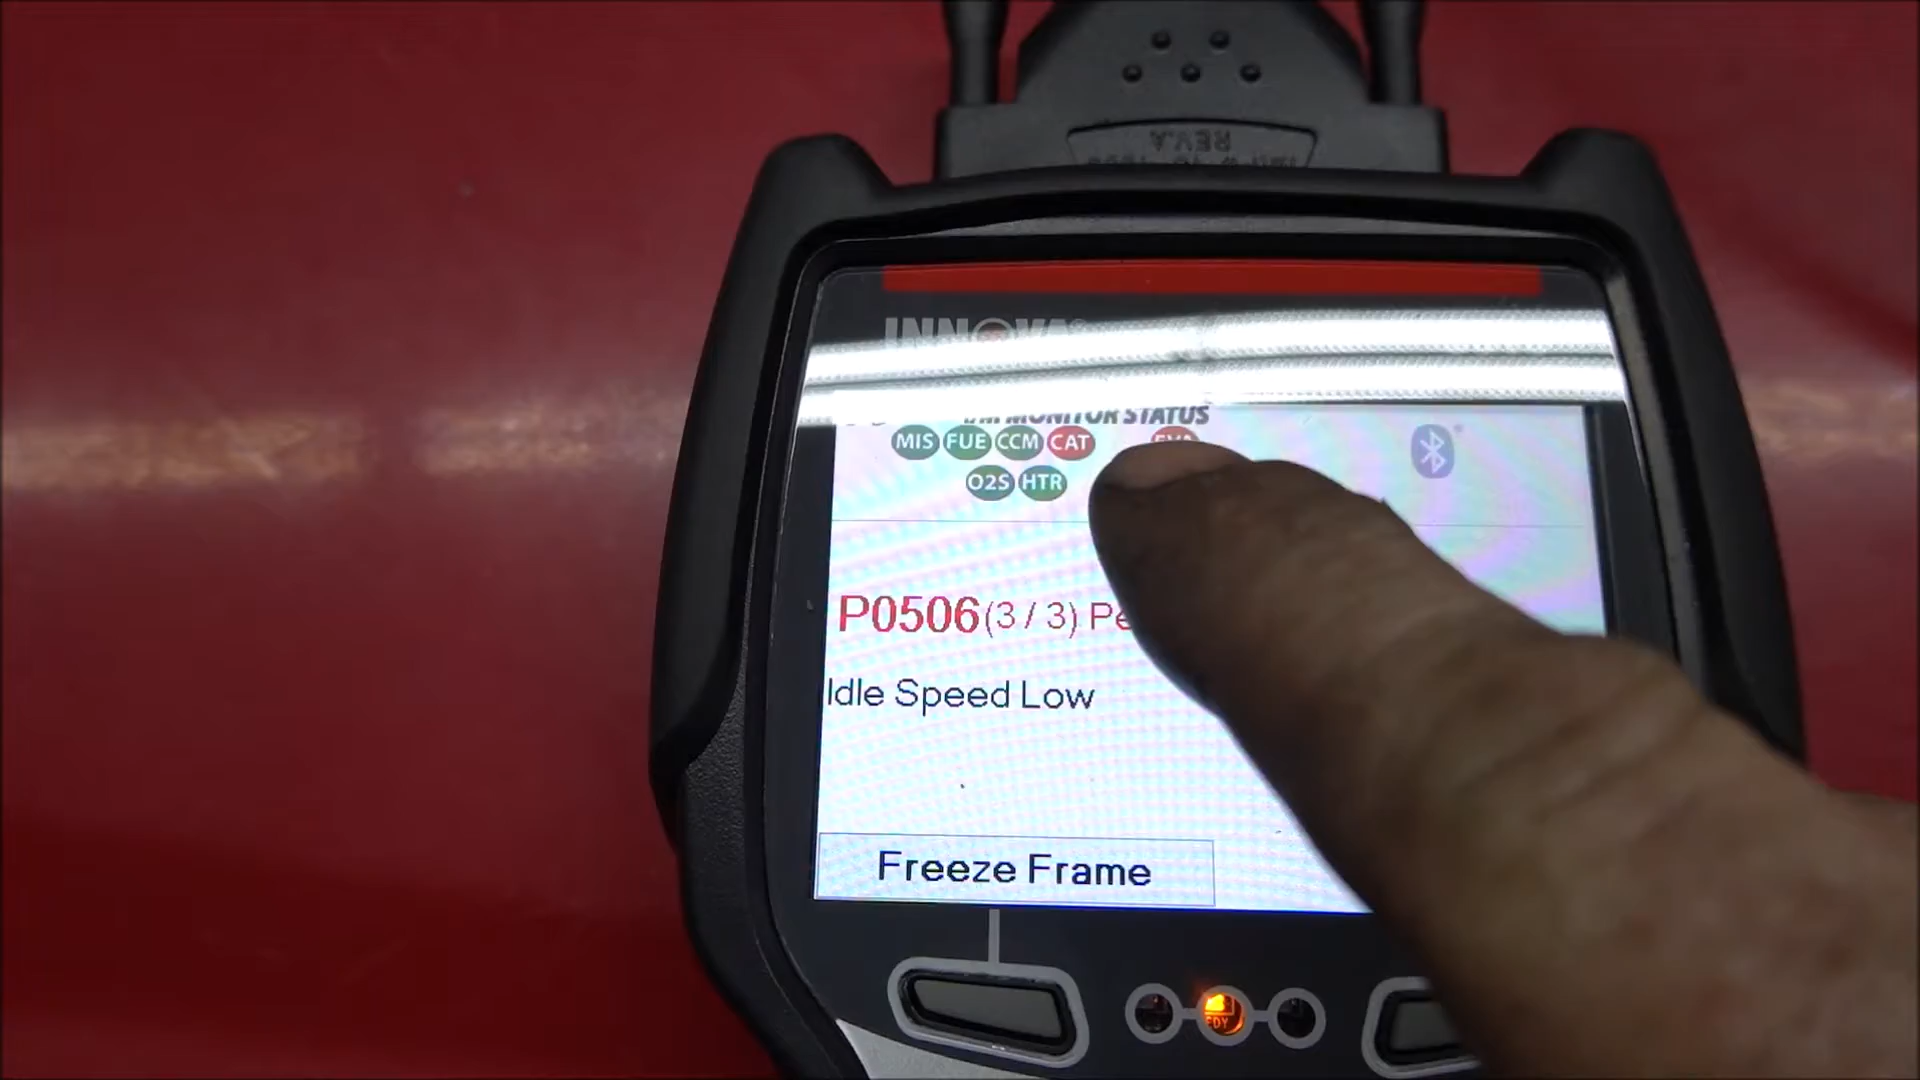 REV.A
INNOVA
I/M MONITOR STATUS
MIS FUE CCM CAT EVA
O2S HTR
P0506 (3 / 3) Pe
Idle Speed Low
Freeze Frame